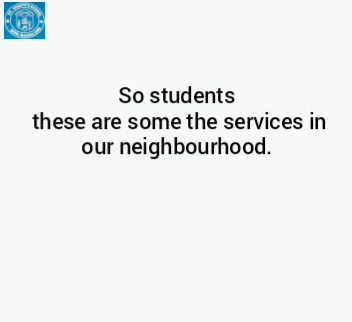 So students
these are some the services in
our neighbourhood.